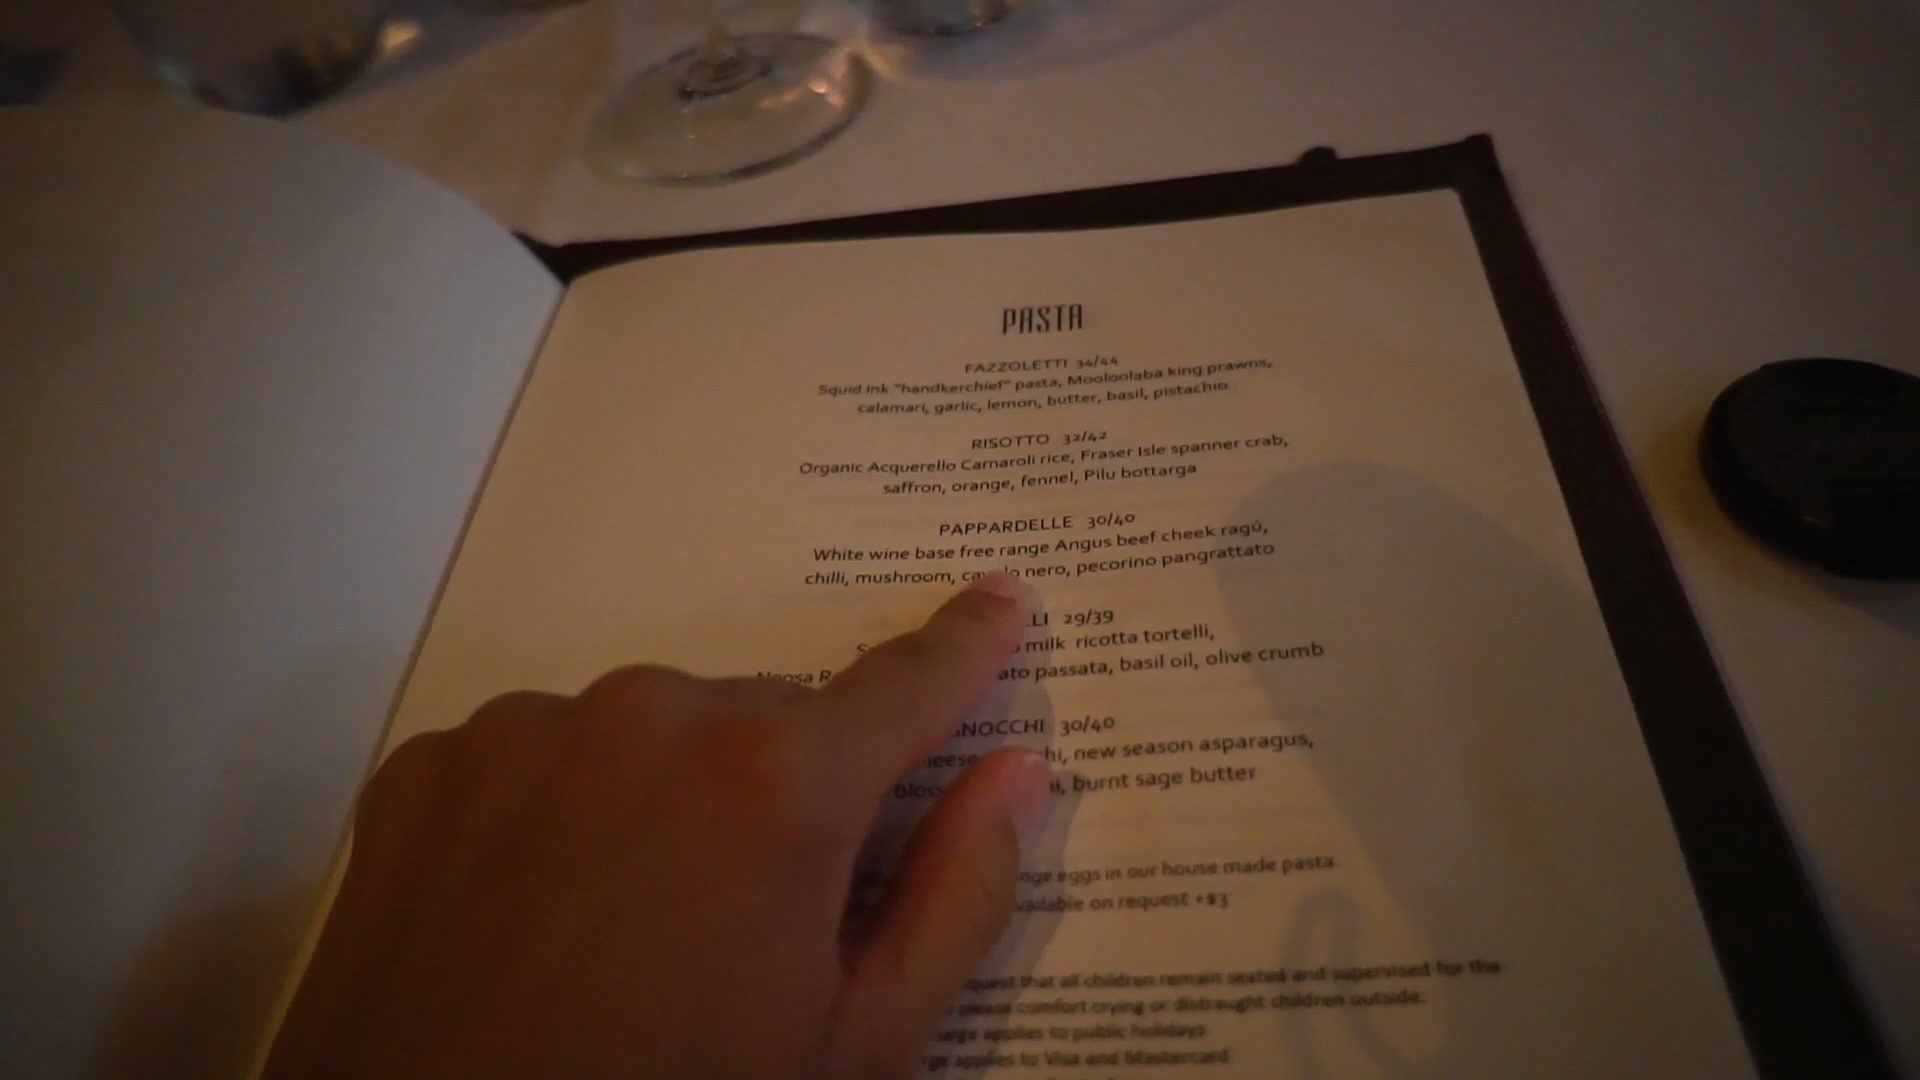 PASTA
FAZZOLETTI 34/44
Squid ink "handkerchief" pasta, Mooloolaba king prawns,
calamari, garlic, lemon, butter, basil, pistachio
RISOTTO 32/42
Organic Acquerello Carnaroli rice, Fraser Isle spanner crab,
saffron, orange, fennel, Pilu bottarga
PAPPARDELLE 30/40
White wine base free range Angus beef cheek ragú,
chilli, mushroom, nero, pecorino pangrattato
29/39
milk ricotta tortelli,
passata, basil oil, olive crumb
NOCCHI 30/40
new season asparagus,
burnt sage butter
eggs in our house made pasta.
on request +$3
that all children remain seated and supervised for the
please comfort crying or distraught children outside.
applies to public holidays
applies to Visa and Mastercard